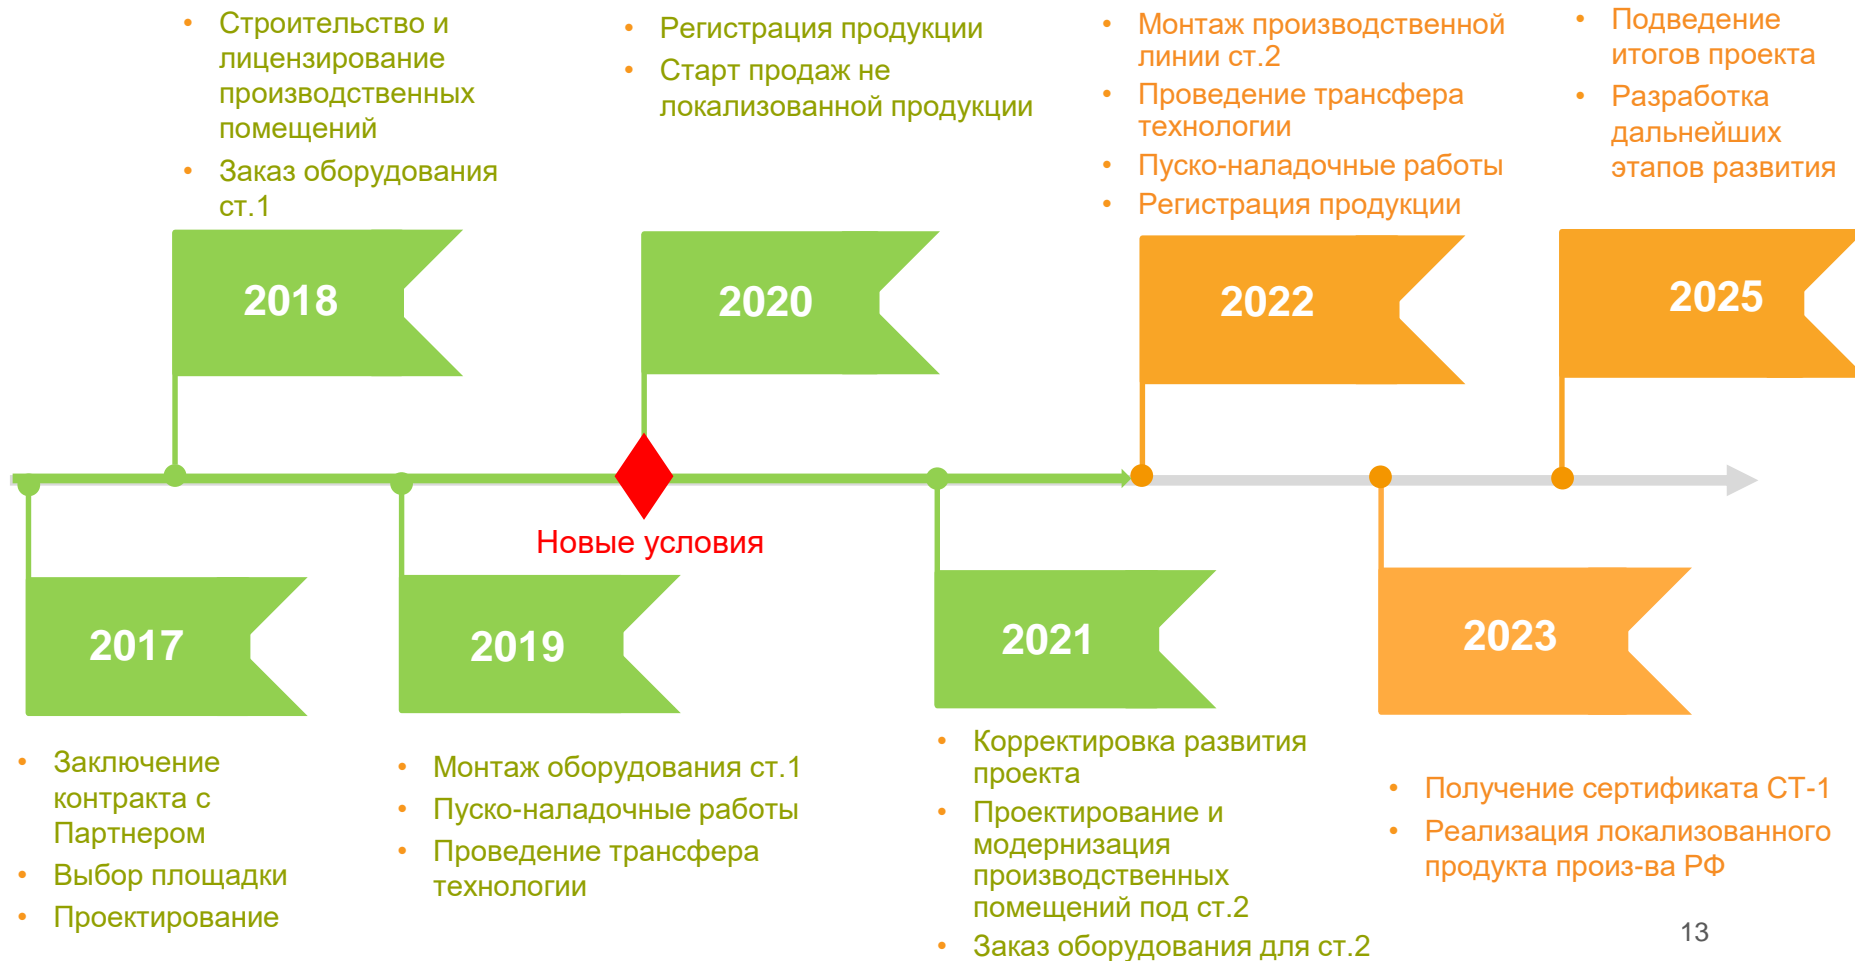 • Строительство и
лицензирование
производственных
помещений
• Заказ оборудования
ст.1
• Регистрация продукции
• Старт продаж не
локализованной продукции
• Монтаж производственной
линии ст.2
• Проведение трансфера
технологии
• Пуско-наладочные работы
• Регистрация продукции
• Подведение
итогов проекта
• Разработка
дальнейших
этапов развития
2018
2020
2022
2025
Новые условия
2017
2019
2021
2023
• Заключение
контракта с
Партнером
• Выбор площадки
• Проектирование
• Монтаж оборудования ст.1
• Пуско-наладочные работы
• Проведение трансфера
технологии
• Корректировка развития
проекта
• Проектирование и
модернизация
производственных
помещений под ст.2
• Заказ оборудования для ст.2
• Получение сертификата СТ-1
• Реализация локализованного
продукта произ-ва РФ
13